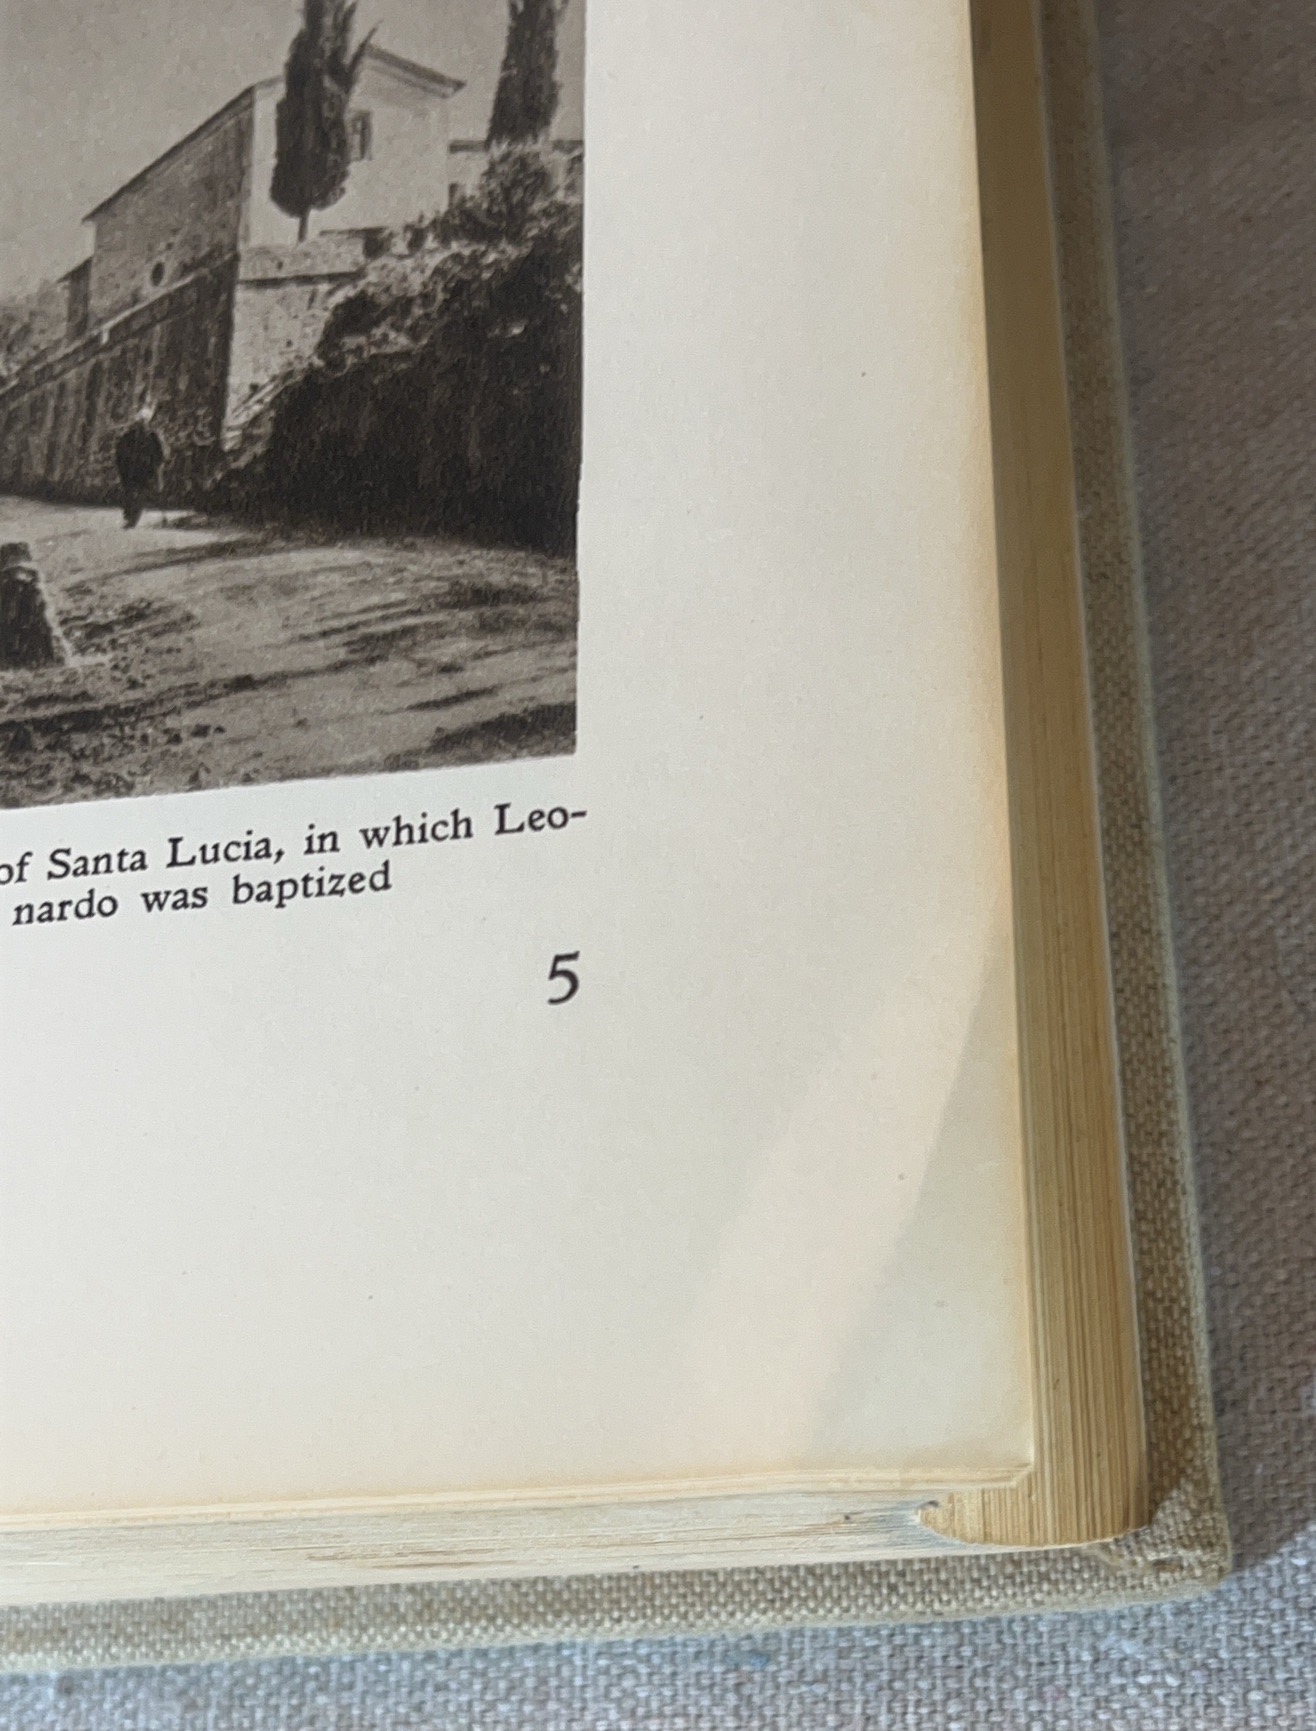 of Santa Lucia, in which Leo-
nardo was baptized
5